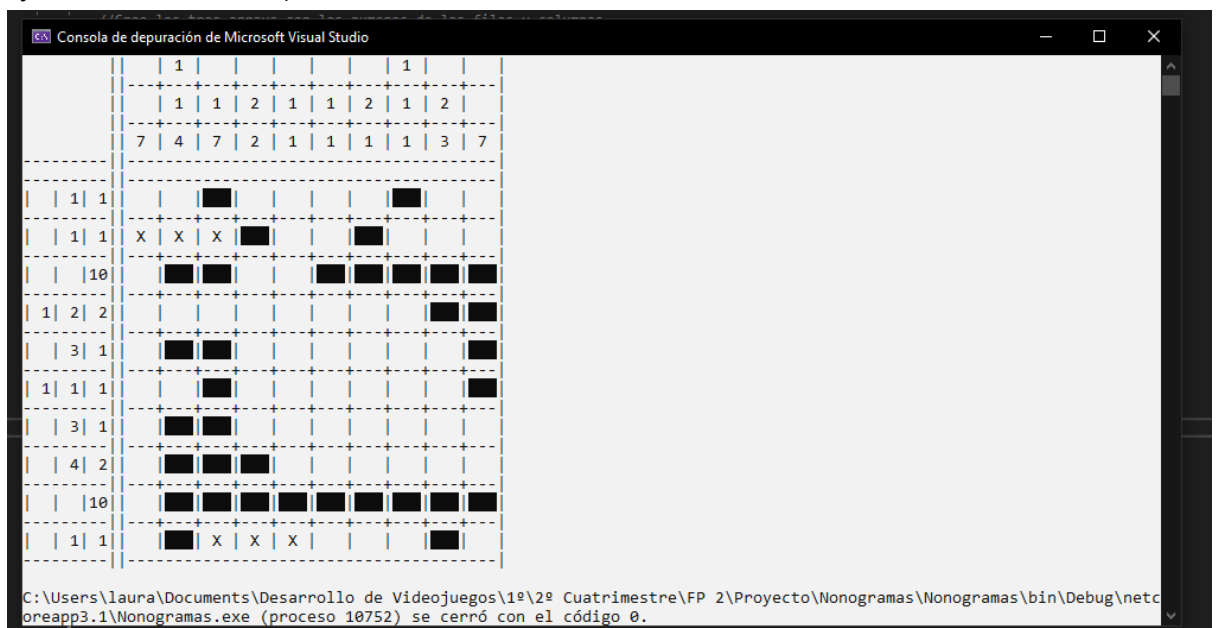 Consola de depuración de Microsoft Visual Studio
|| | 1 | | | | | | 1 | | |
||---+---+---+---+---+---+---+---+---+---|
|| | 1 | 1 | 2 | 1 | 1 | 2 | 1 | 2 | |
||---+---+---+---+---+---+---+---+---+---|
|| 7 | 4 | 7 | 2 | 1 | 1 | 1 | 1 | 3 | 7 |
---------||---------------------------------------|
---------||---------------------------------------|
| | 1| 1|| | |███| | | | |███| | |
---------||---+---+---+---+---+---+---+---+---+---|
| | 1| 1|| X | X | X |███| | |███| | | |
---------||---+---+---+---+---+---+---+---+---+---|
| | |10|| |███|███| | |███|███|███|███|███|
---------||---+---+---+---+---+---+---+---+---+---|
| 1| 2| 2|| | | | | | | | |███|███|
---------||---+---+---+---+---+---+---+---+---+---|
| | 3| 1|| |███|███| | | | | | |███|
---------||---+---+---+---+---+---+---+---+---+---|
| 1| 1| 1|| | |███| | | | | | |███|
---------||---+---+---+---+---+---+---+---+---+---|
| | 3| 1|| |███|███| | | | | | | |
---------||---+---+---+---+---+---+---+---+---+---|
| | 4| 2|| |███|███|███| | | | | | |
---------||---+---+---+---+---+---+---+---+---+---|
| | |10|| |███|███|███|███|███|███|███|███|███|
---------||---+---+---+---+---+---+---+---+---+---|
| | 1| 1|| |███| X | X | X | | | |███| |
---------||---------------------------------------|
C:\Users\laura\Documents\Desarrollo de Videojuegos\1º\2º Cuatrimestre\FP 2\Proyecto\Nonogramas\Nonogramas\bin\Debug\netc
oreapp3.1\Nonogramas.exe (proceso 10752) se cerró con el código 0.